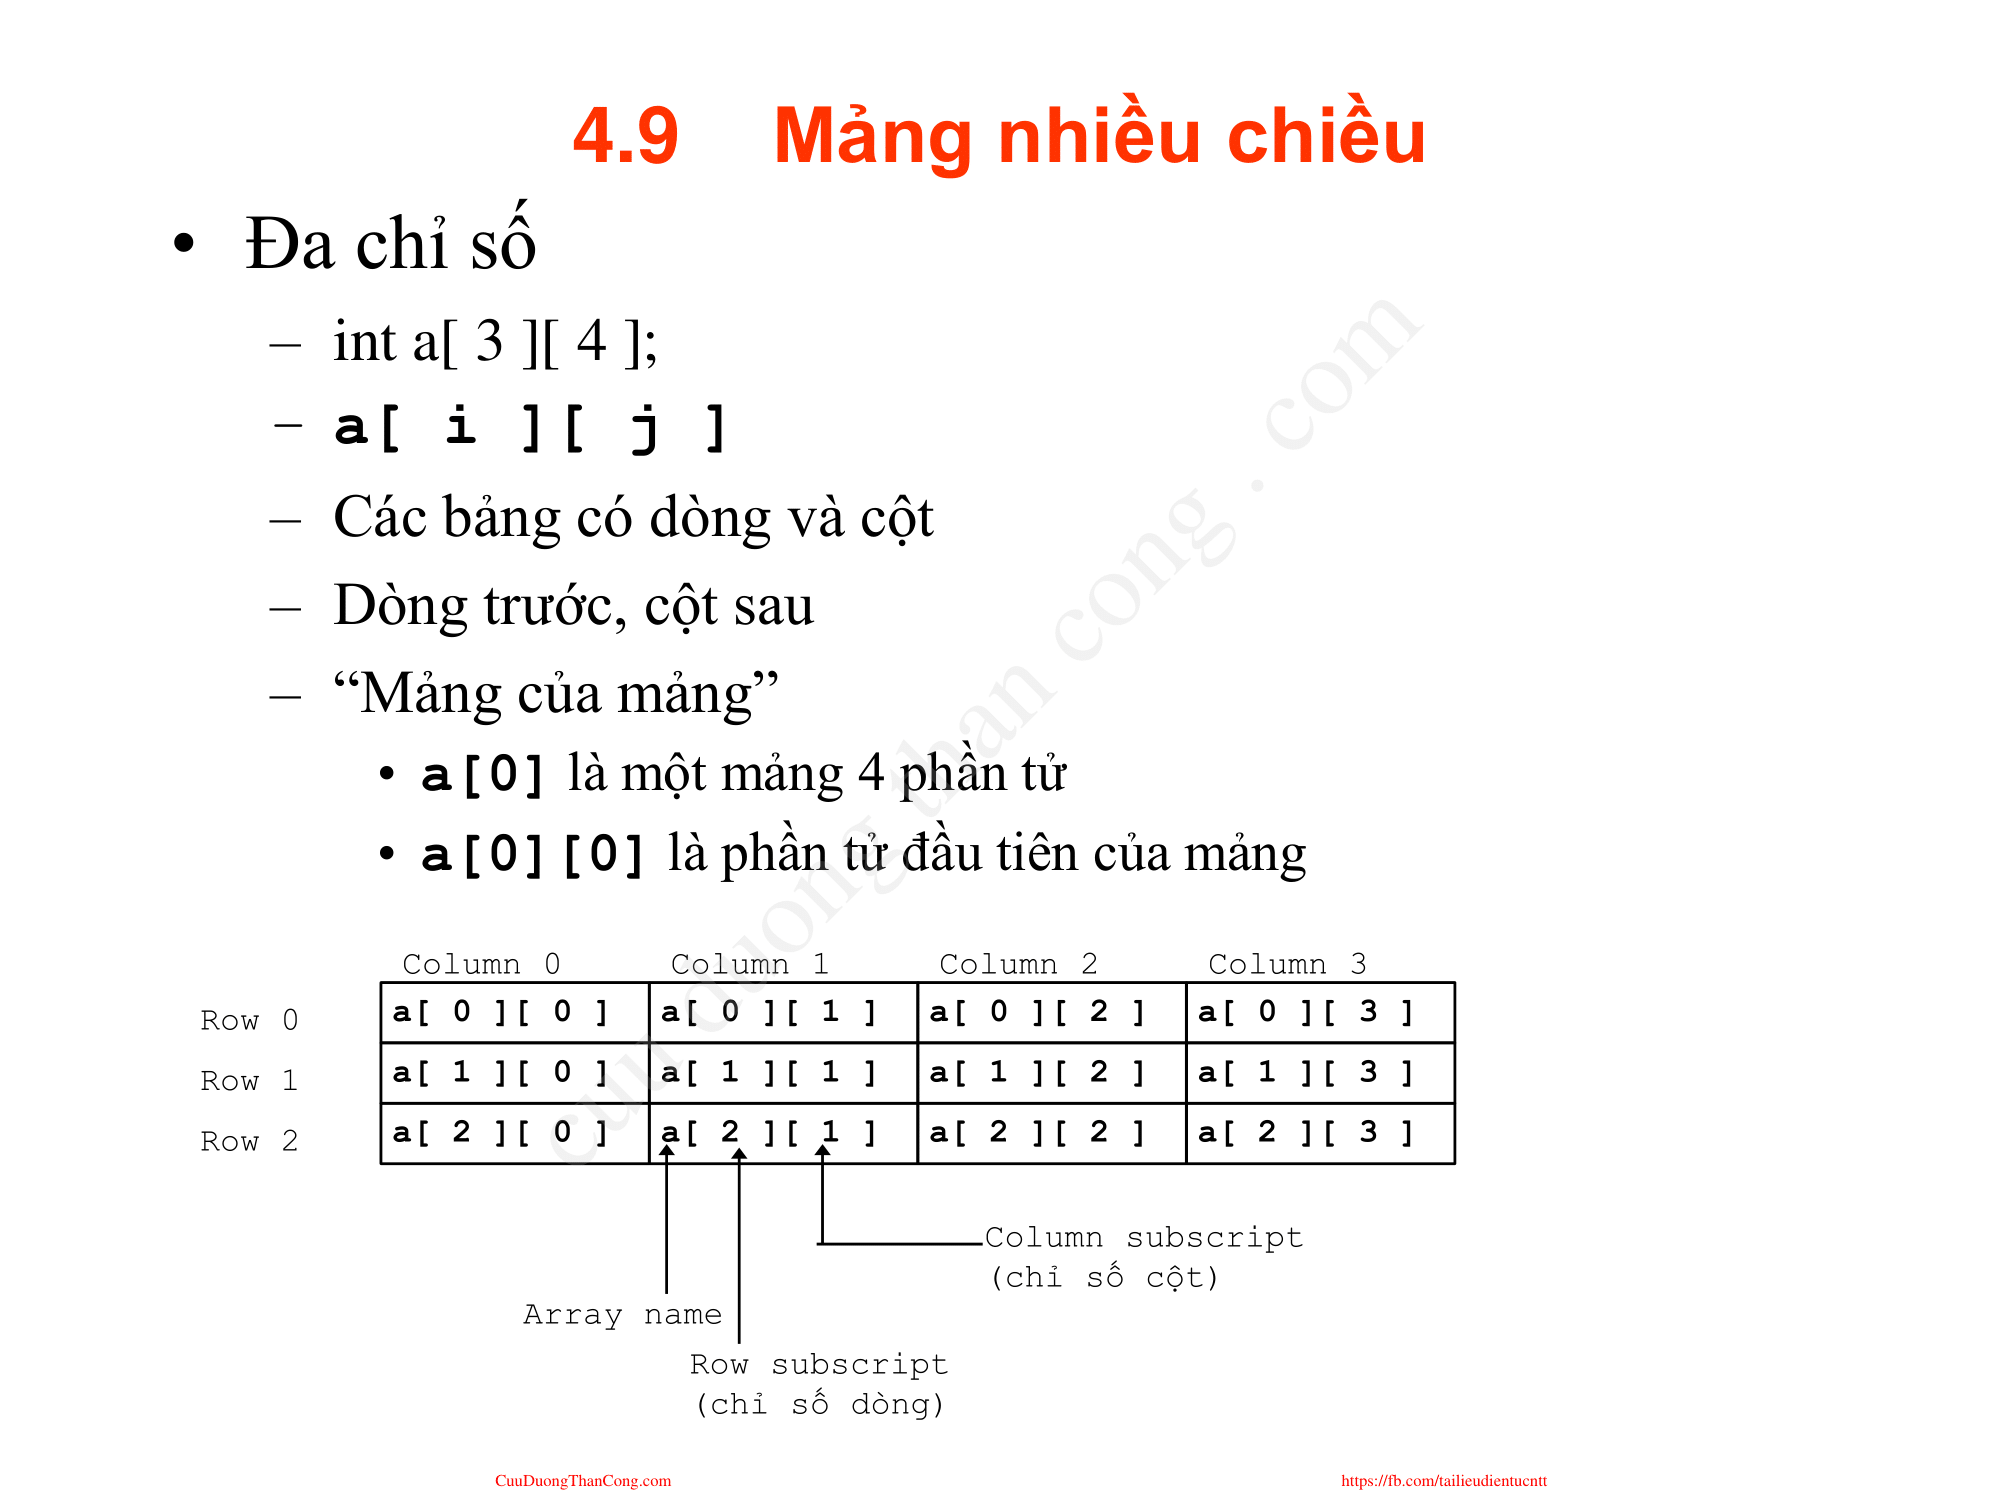 4.9 Mảng nhiều chiều
• Đa chỉ số
– int a[ 3 ][ 4 ];
– a[ i ][ j ]
– Các bảng có dòng và cột
– Dòng trước, cột sau
– “Mảng của mảng”
• a[0] là một mảng 4 phần tử
• a[0][0] là phần tử đầu tiên của mảng
Column 0 Column 1 Column 2 Column 3
Row 0 a[ 0 ][ 0 ] a[ 0 ][ 1 ] a[ 0 ][ 2 ] a[ 0 ][ 3 ]
Row 1 a[ 1 ][ 0 ] a[ 1 ][ 1 ] a[ 1 ][ 2 ] a[ 1 ][ 3 ]
Row 2 a[ 2 ][ 0 ] a[ 2 ][ 1 ] a[ 2 ][ 2 ] a[ 2 ][ 3 ]
Column subscript
(chỉ số cột)
Array name
Row subscript
(chỉ số dòng)
cuu duong than cong . com
CuuDuongThanCong.com https://fb.com/tailieudientucntt